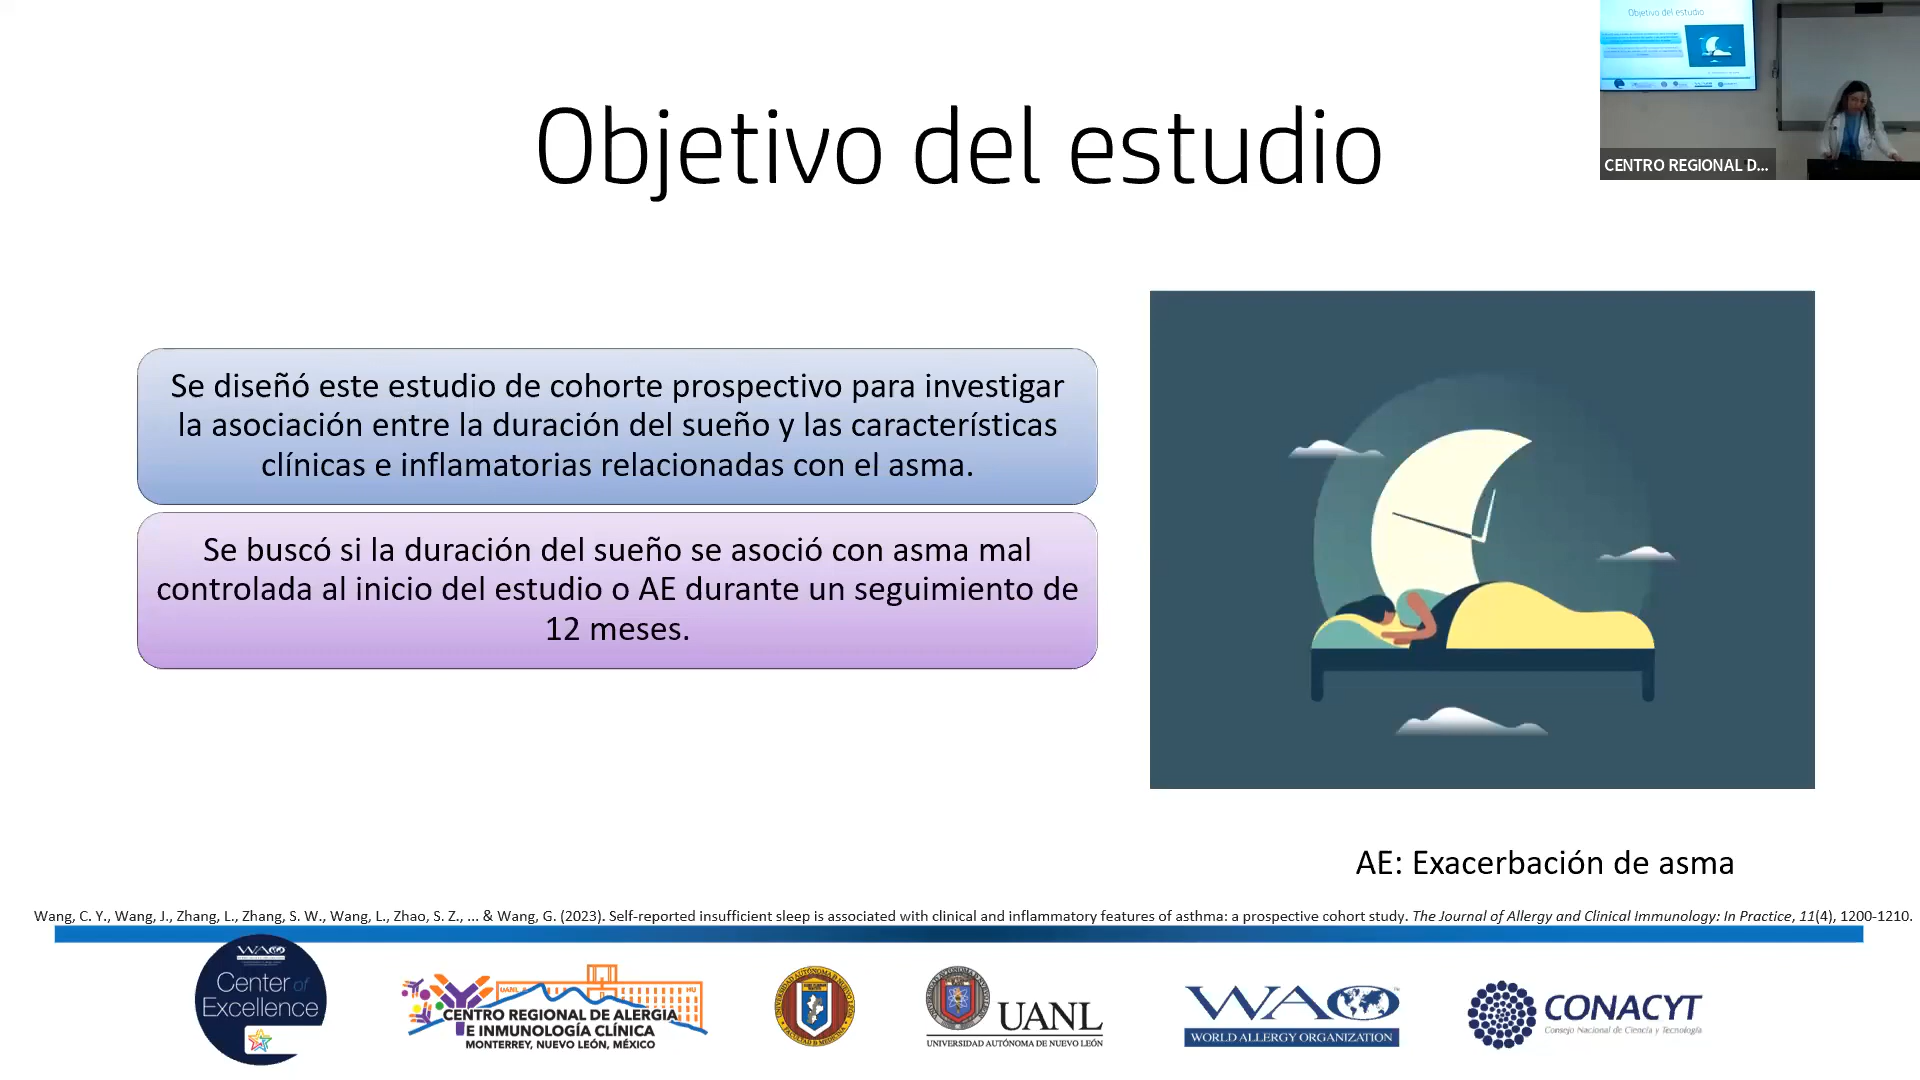 Objetivo del estudio
Objetivo del estudio
CENTRO REGIONAL D...
Se diseñó este estudio de cohorte prospectivo para investigar
la asociación entre la duración del sueño y las características
clínicas e inflamatorias relacionadas con el asma.
Se buscó si la duración del sueño se asoció con asma mal
controlada al inicio del estudio o AE durante un seguimiento de
12 meses.
AE: Exacerbación de asma
Wang, C. Y., Wang, J., Zhang, L., Zhang, S. W., Wang, L., Zhao, S. Z., ... & Wang, G. (2023). Self-reported insufficient sleep is associated with clinical and inflammatory features of asthma: a prospective cohort study. The Journal of Allergy and Clinical Immunology: In Practice, 11(4), 1200-1210.
WAO
Center of
Excellence
UANL
HU
CENTRO REGIONAL DE ALERGIA
E INMUNOLOGÍA CLÍNICA
MONTERREY, NUEVO LEÓN, MÉXICO
UANL
UNIVERSIDAD AUTÓNOMA DE NUEVO LEÓN
WAO
WORLD ALLERGY ORGANIZATION
CONACYT
Consejo Nacional de Ciencia y Tecnología